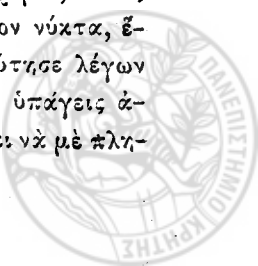 ον νύκτα, ἔ-
ύτησε λέγων
ὑπάγεις ἀ-
νὰ μὲ πλη-
ΠΑΝΕΠΙΣΤΗΜΙΟ ΚΡΗΤΗΣ